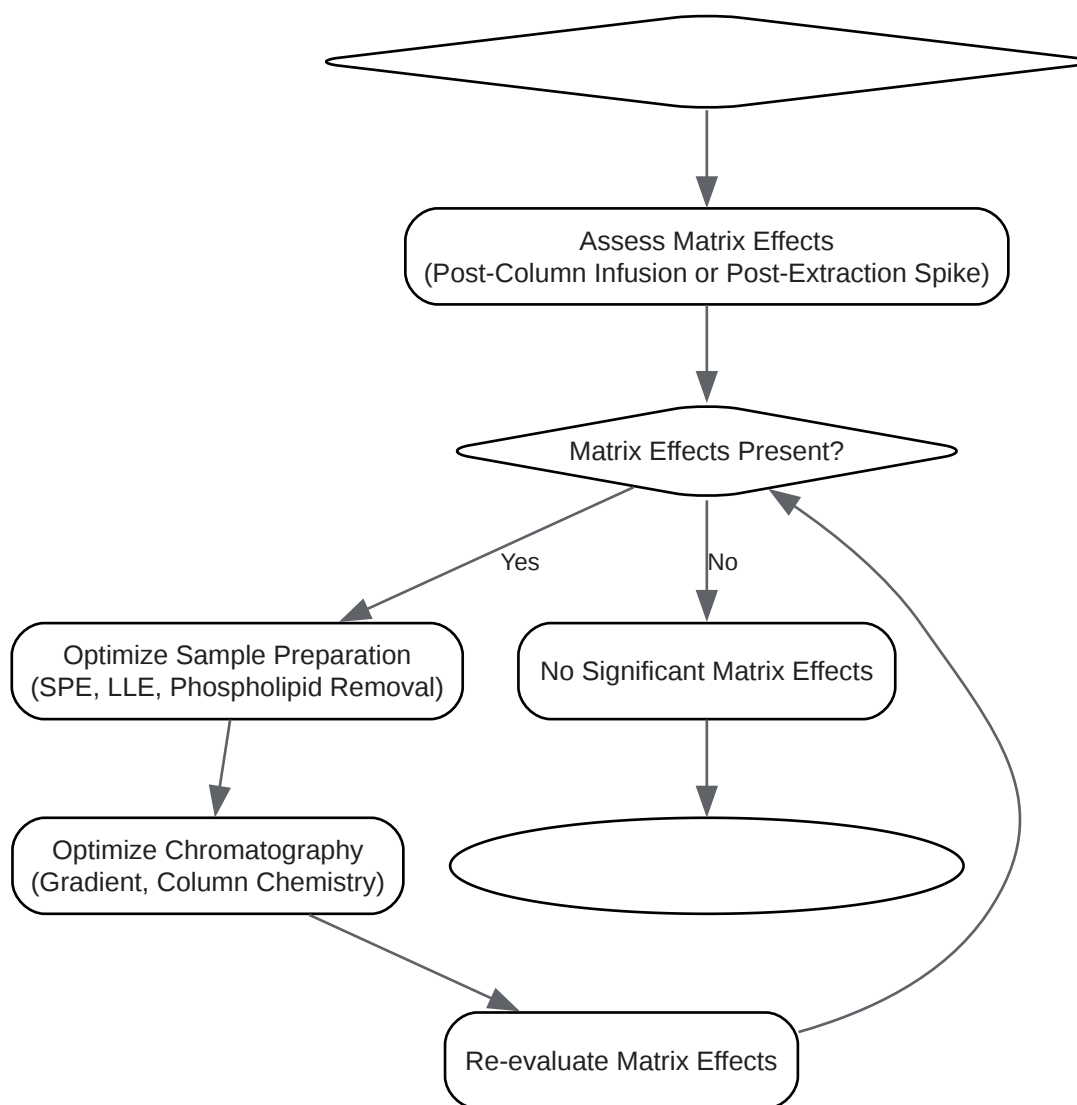 Assess Matrix Effects
(Post-Column Infusion or Post-Extraction Spike)
Matrix Effects Present?
Yes
No
Optimize Sample Preparation
(SPE, LLE, Phospholipid Removal)
No Significant Matrix Effects
Optimize Chromatography
(Gradient, Column Chemistry)
Re-evaluate Matrix Effects